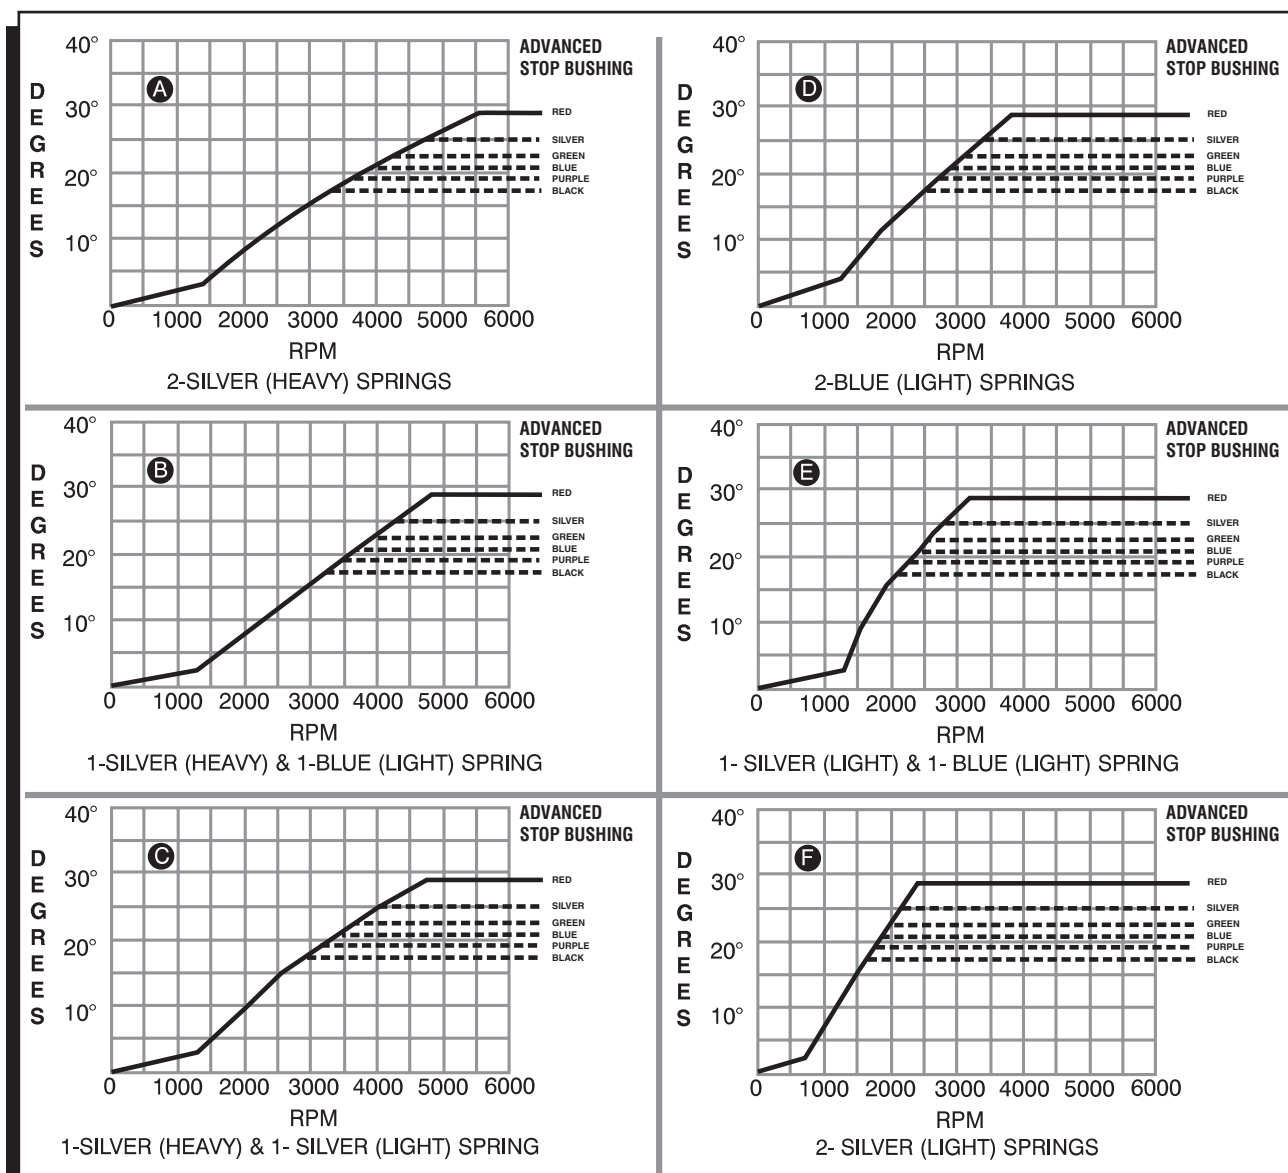 40°
30°
20°
10°
DEGREES
A
ADVANCED
STOP BUSHING
RED
SILVER
GREEN
BLUE
PURPLE
BLACK
0 1000 2000 3000 4000 5000 6000
RPM
2-SILVER (HEAVY) SPRINGS
40°
30°
20°
10°
DEGREES
D
ADVANCED
STOP BUSHING
RED
SILVER
GREEN
BLUE
PURPLE
BLACK
0 1000 2000 3000 4000 5000 6000
RPM
2-BLUE (LIGHT) SPRINGS
40°
30°
20°
10°
DEGREES
B
ADVANCED
STOP BUSHING
RED
SILVER
GREEN
BLUE
PURPLE
BLACK
0 1000 2000 3000 4000 5000 6000
RPM
1-SILVER (HEAVY) & 1-BLUE (LIGHT) SPRING
40°
30°
20°
10°
DEGREES
E
ADVANCED
STOP BUSHING
RED
SILVER
GREEN
BLUE
PURPLE
BLACK
0 1000 2000 3000 4000 5000 6000
RPM
1- SILVER (LIGHT) & 1- BLUE (LIGHT) SPRING
40°
30°
20°
10°
DEGREES
C
ADVANCED
STOP BUSHING
RED
SILVER
GREEN
BLUE
PURPLE
BLACK
0 1000 2000 3000 4000 5000 6000
RPM
1-SILVER (HEAVY) & 1- SILVER (LIGHT) SPRING
40°
30°
20°
10°
DEGREES
F
ADVANCED
STOP BUSHING
RED
SILVER
GREEN
BLUE
PURPLE
BLACK
0 1000 2000 3000 4000 5000 6000
RPM
2- SILVER (LIGHT) SPRINGS